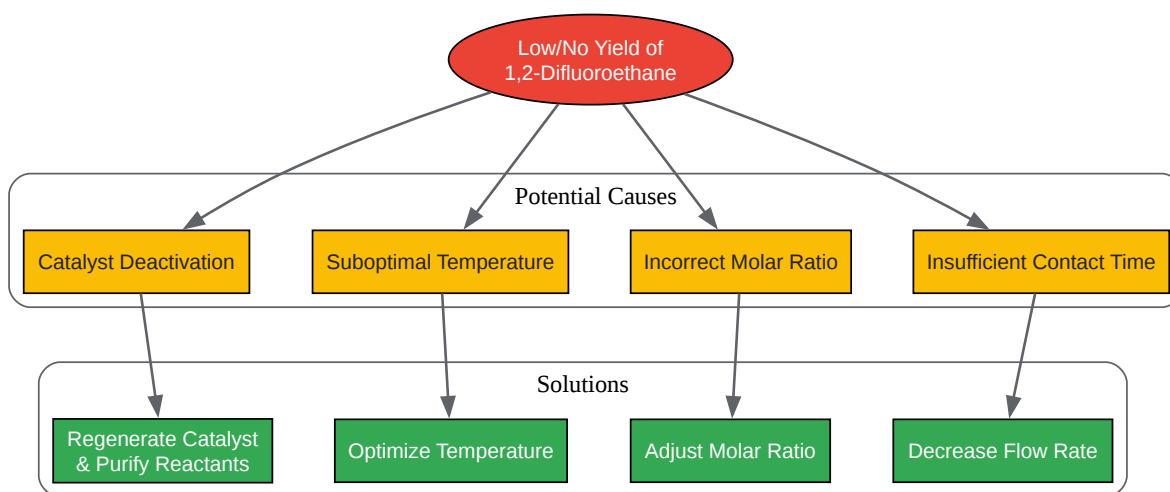 Low/No Yield of
1,2-Difluoroethane
Potential Causes
Catalyst Deactivation
Suboptimal Temperature
Incorrect Molar Ratio
Insufficient Contact Time
Solutions
Regenerate Catalyst
& Purify Reactants
Optimize Temperature
Adjust Molar Ratio
Decrease Flow Rate